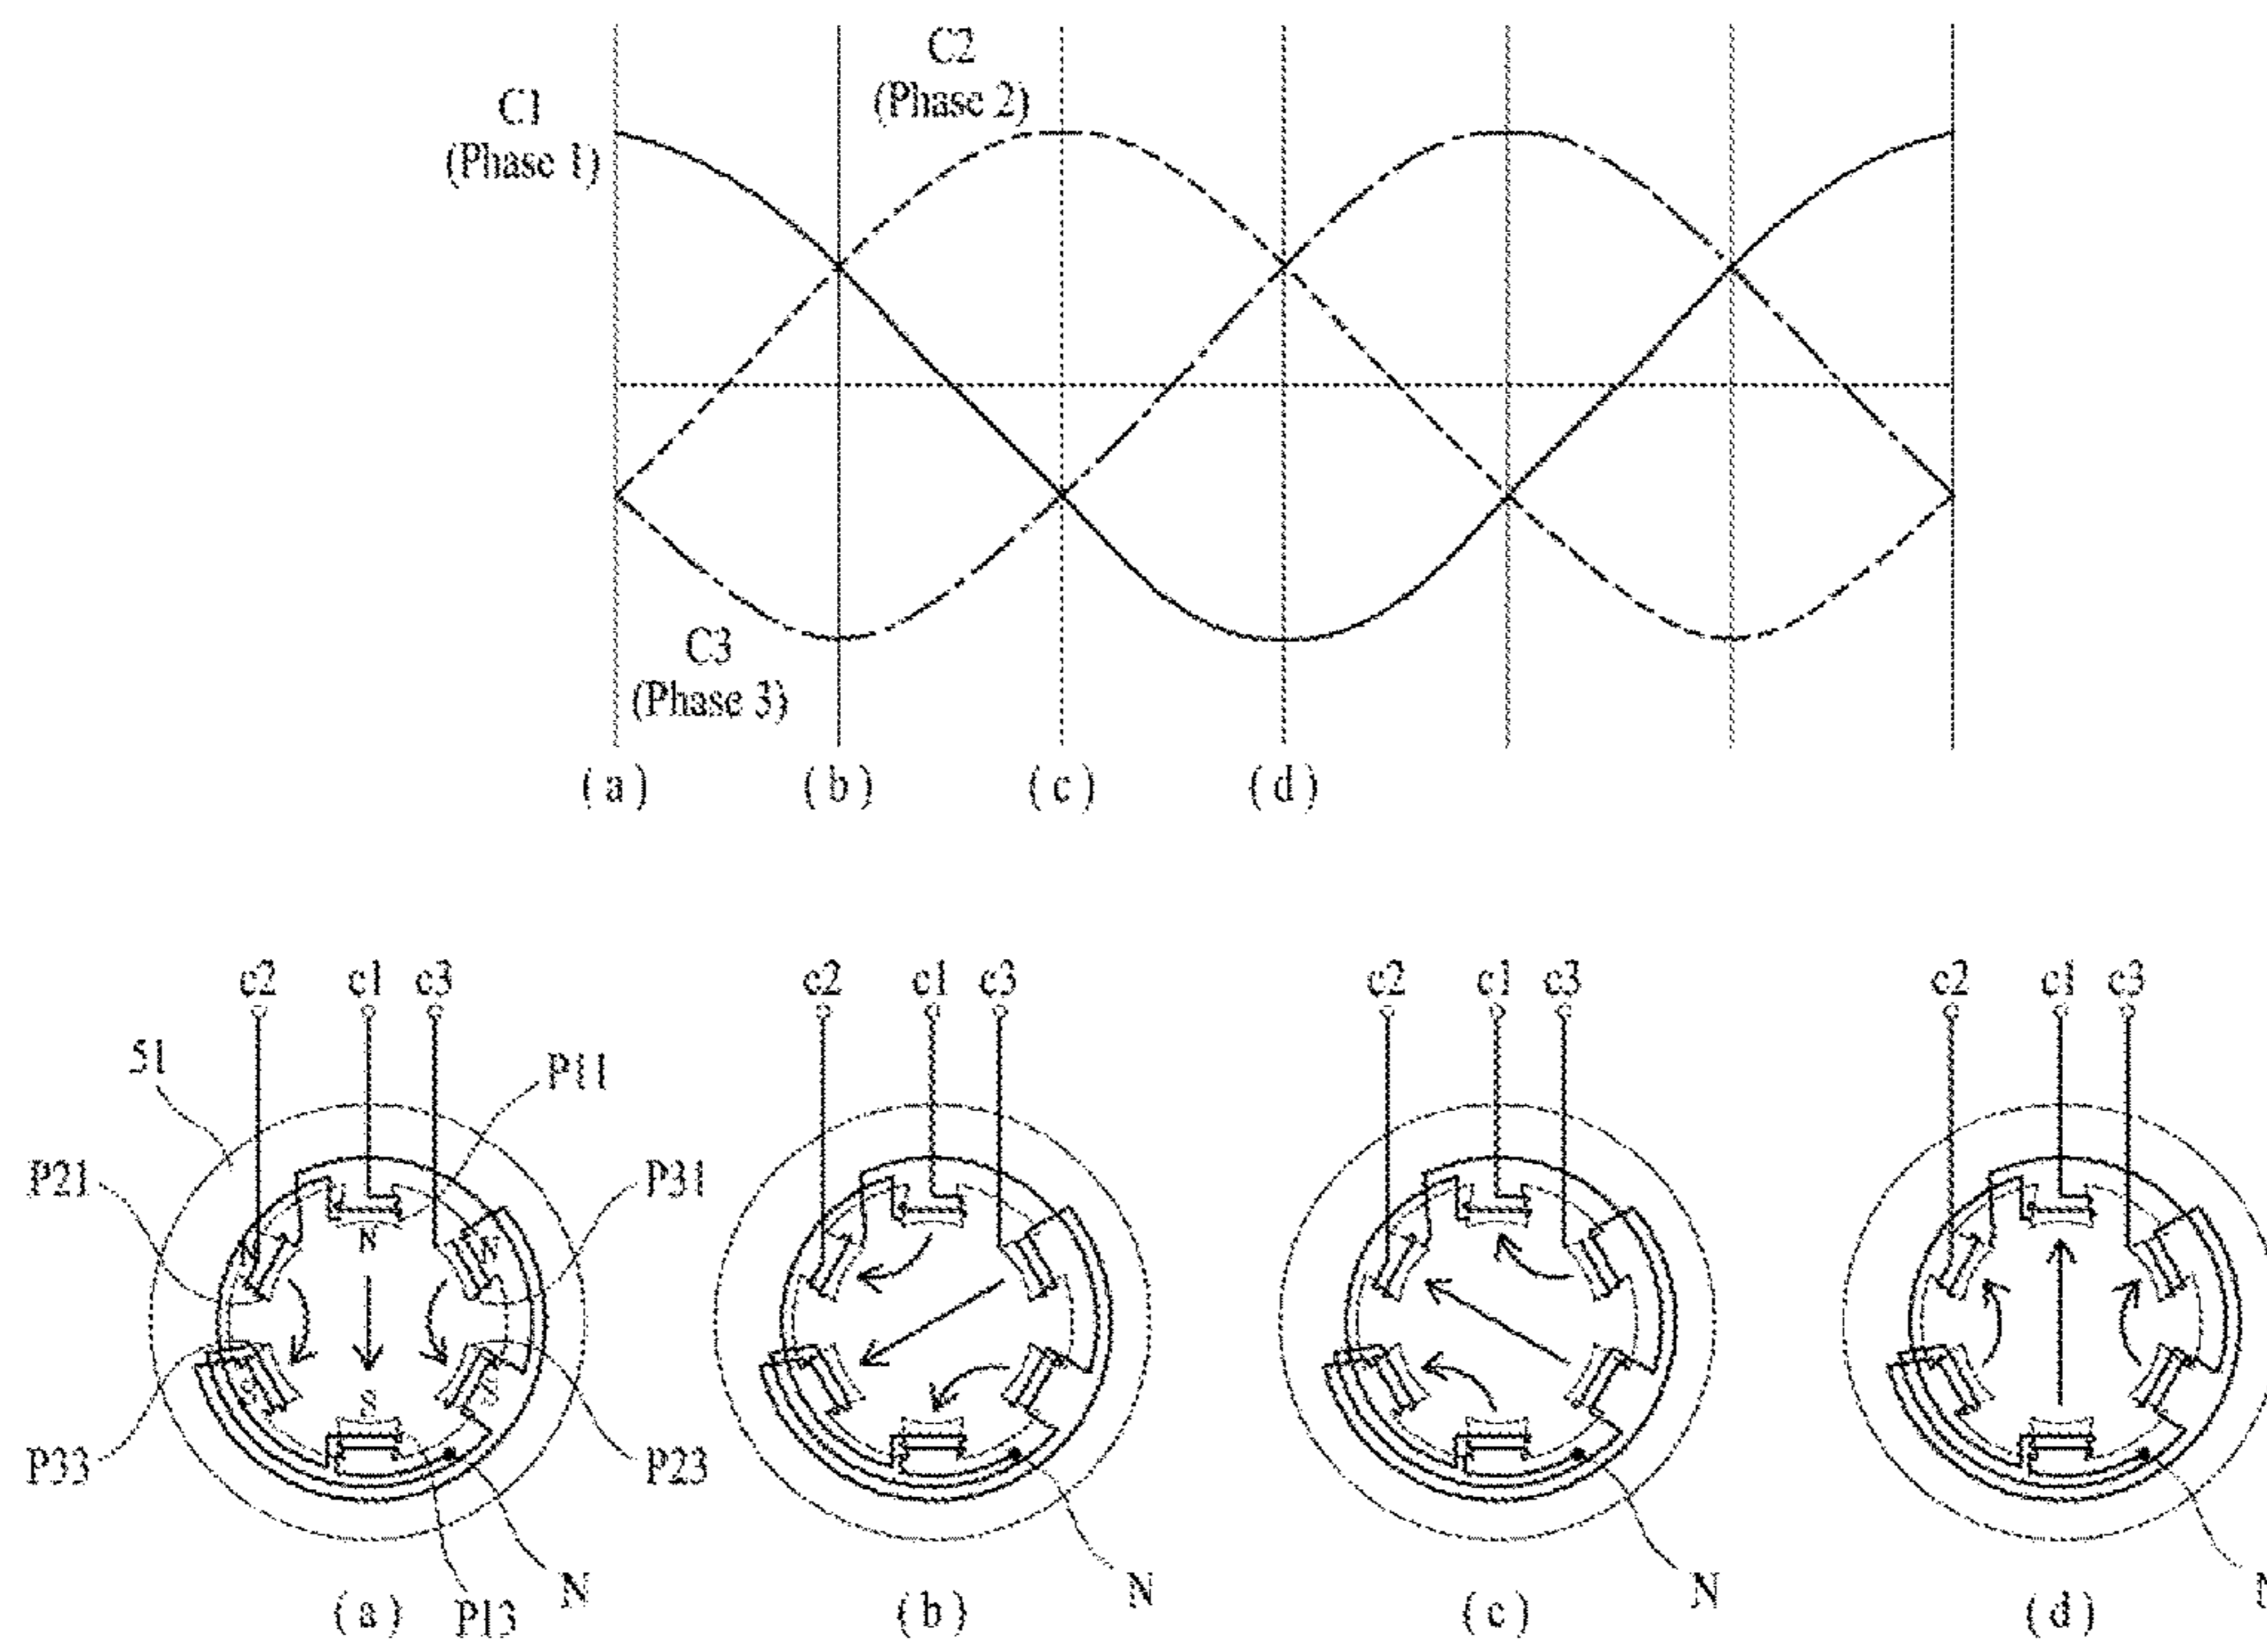 C2
(Phase 2)
C1
(Phase 1)
C3
(Phase 3)
(a) (b) (c) (d)
c2 c1 c3 c2 c1 c3 c2 c1 c3 c2 c1 c3
51 P11
P21 P31
N N N
S S S
P33 P23
P13 N N N N
(a) (b) (c) (d)